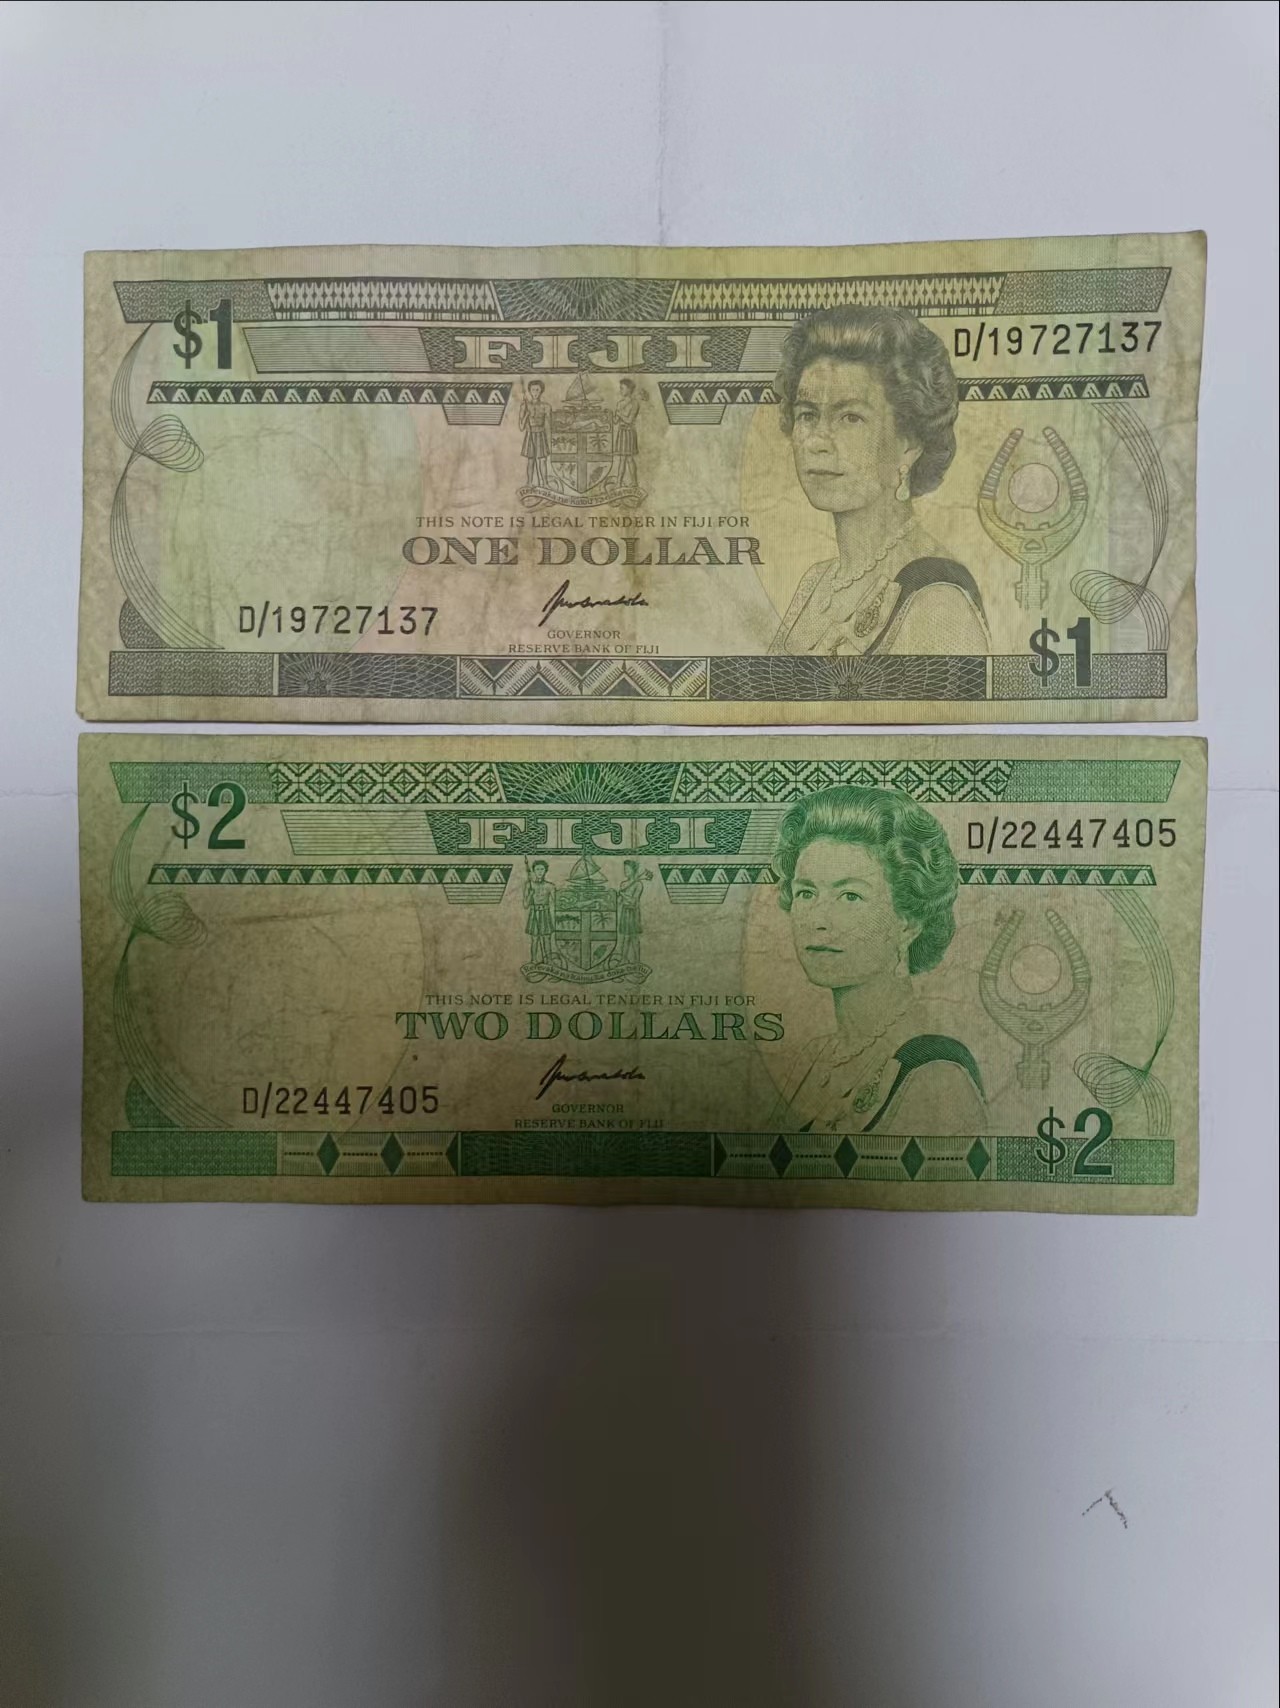 $1
FIJI
D/19727137
THIS NOTE IS LEGAL TENDER IN FIJI FOR
ONE DOLLAR
D/19727137
GOVERNOR
RESERVE BANK OF FIJI
$1
$2
FIJI
D/22447405
THIS NOTE IS LEGAL TENDER IN FIJI FOR
TWO DOLLARS
D/22447405
GOVERNOR
RESERVE BANK OF FIJI
$2